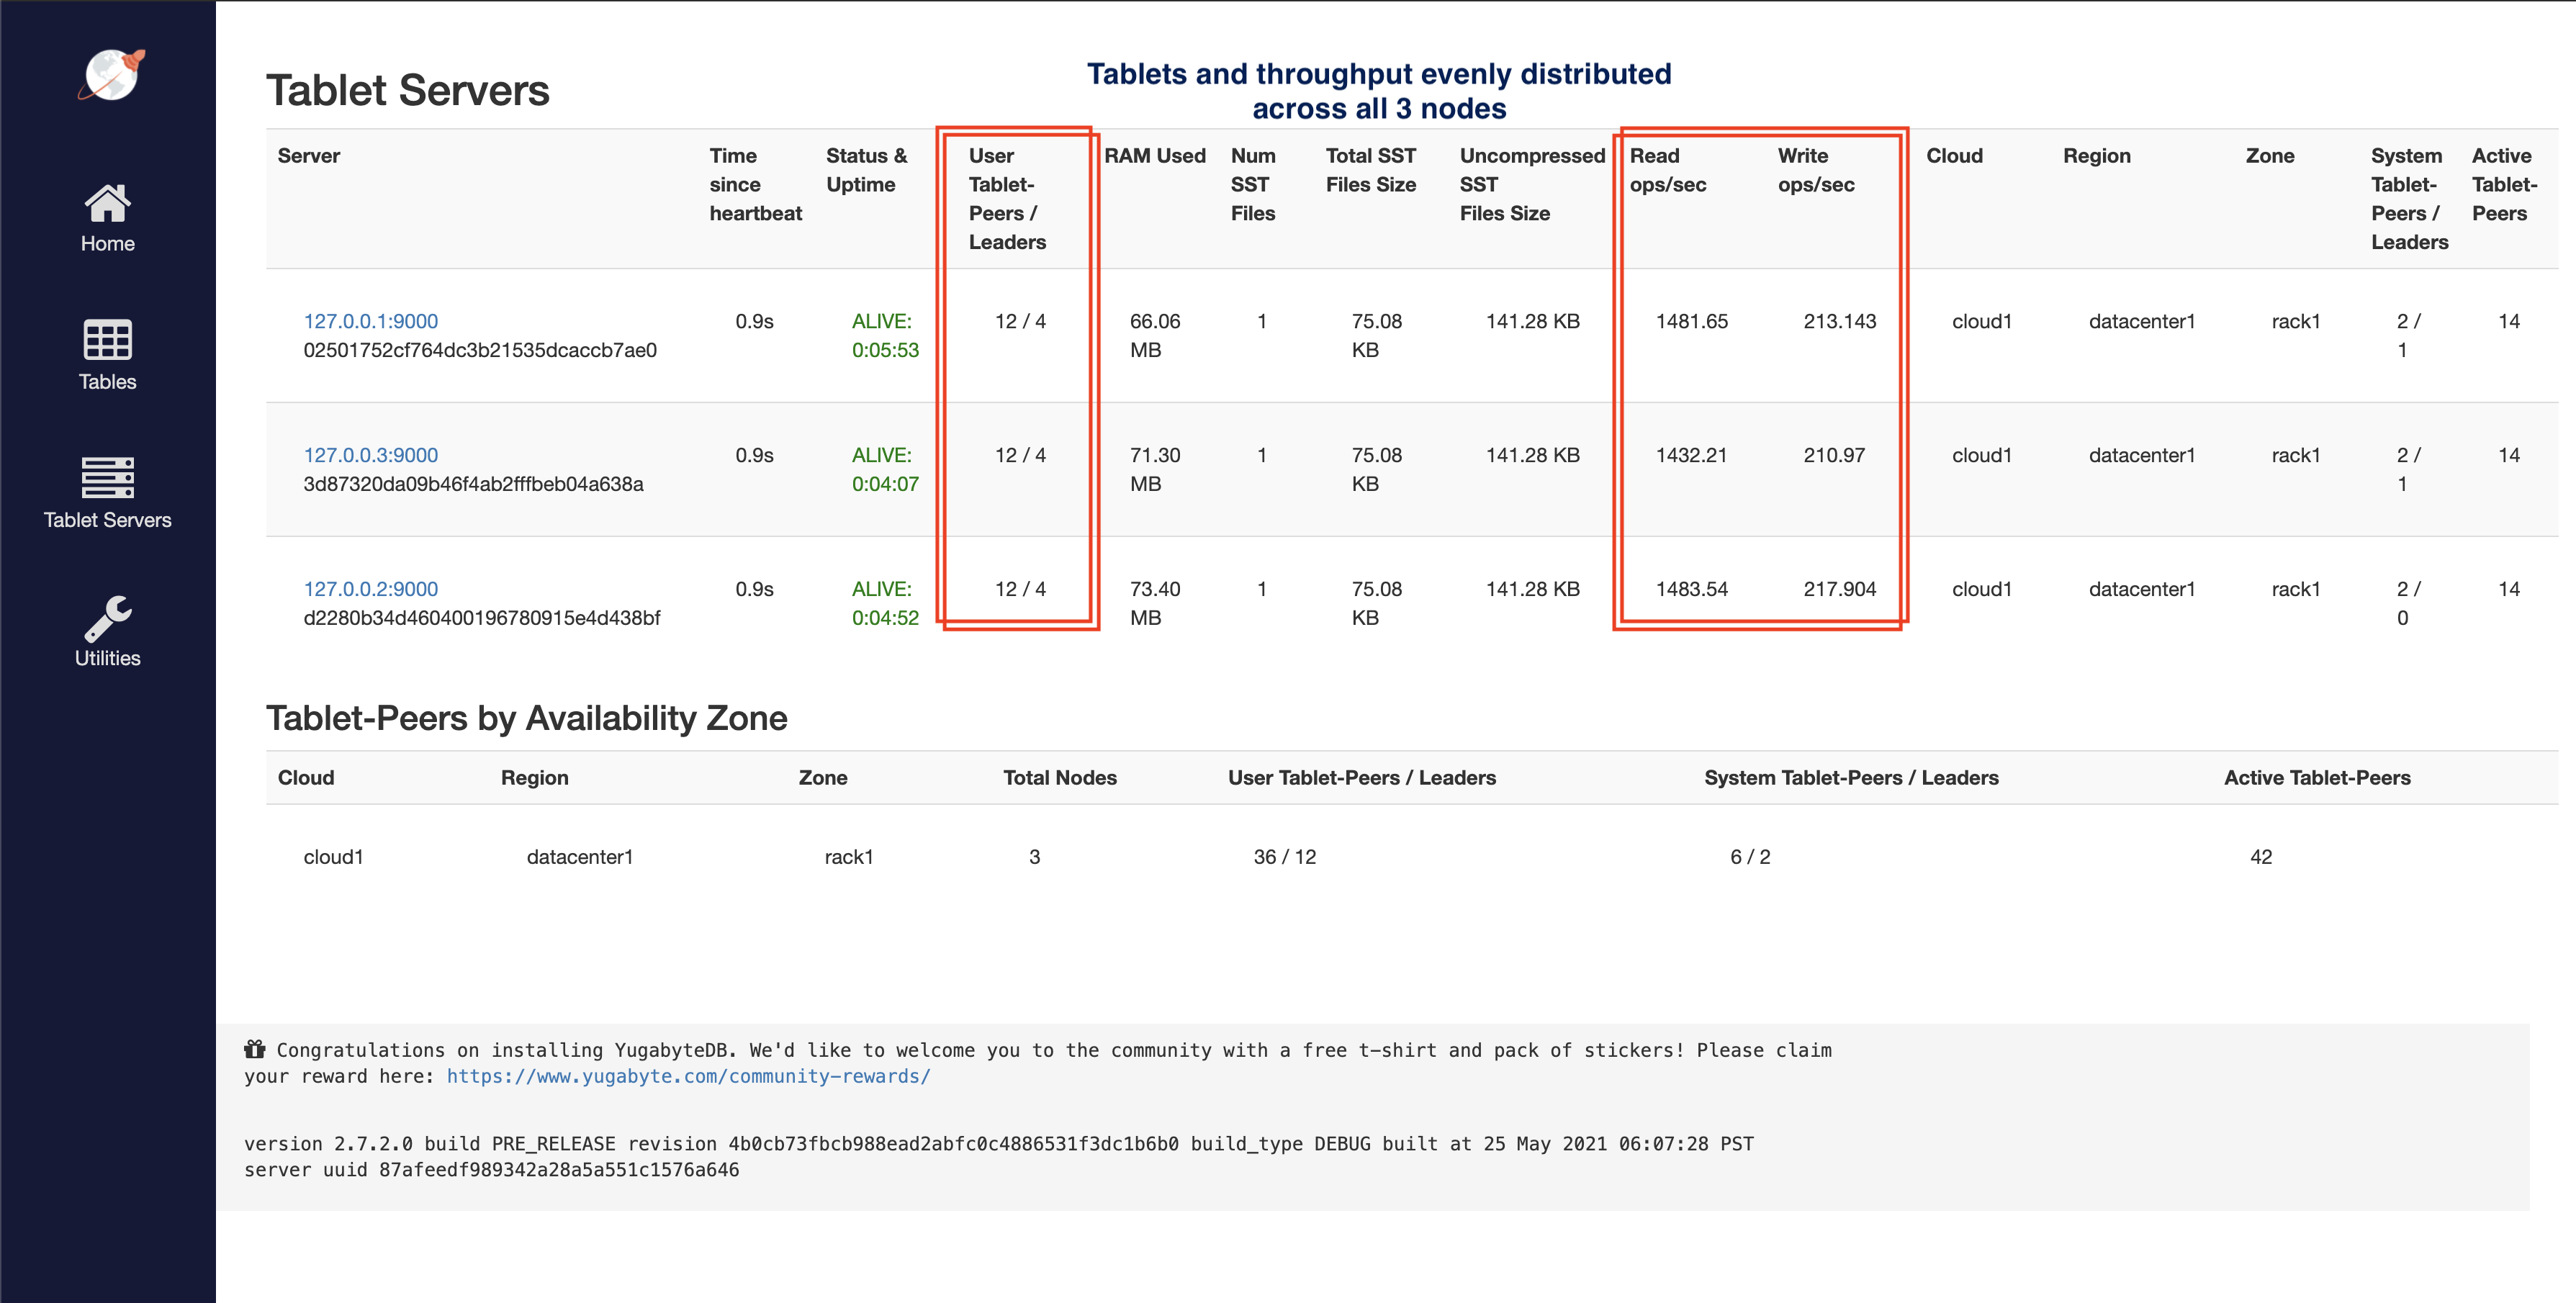 Home
Tables
Tablet Servers
Utilities
Tablet Servers
Tablets and throughput evenly distributed
across all 3 nodes
Server
Time
since
heartbeat
Status &
Uptime
User
Tablet-
Peers /
Leaders
RAM Used
Num
SST
Files
Total SST
Files Size
Uncompressed
SST
Files Size
Read
ops/sec
Write
ops/sec
Cloud
Region
Zone
System
Tablet-
Peers /
Leaders
Active
Tablet-
Peers
127.0.0.1:9000
02501752cf764dc3b21535dcaccb7ae0
0.9s
ALIVE:
0:05:53
12 / 4
66.06
MB
1
75.08
KB
141.28 KB
1481.65
213.143
cloud1
datacenter1
rack1
2 /
1
14
127.0.0.3:9000
3d87320da09b46f4ab2fffbeb04a638a
0.9s
ALIVE:
0:04:07
12 / 4
71.30
MB
1
75.08
KB
141.28 KB
1432.21
210.97
cloud1
datacenter1
rack1
2 /
1
14
127.0.0.2:9000
d2280b34d460400196780915e4d438bf
0.9s
ALIVE:
0:04:52
12 / 4
73.40
MB
1
75.08
KB
141.28 KB
1483.54
217.904
cloud1
datacenter1
rack1
2 /
0
14
Tablet-Peers by Availability Zone
Cloud Region Zone Total Nodes User Tablet-Peers / Leaders System Tablet-Peers / Leaders Active Tablet-Peers
cloud1 datacenter1 rack1 3 36 / 12 6 / 2 42
Congratulations on installing YugabyteDB. We'd like to welcome you to the community with a free t-shirt and pack of stickers! Please claim
your reward here: https://www.yugabyte.com/community-rewards/
version 2.7.2.0 build PRE_RELEASE revision 4b0cb73fbcb988ead2abfc0c4886531f3dc1b6b0 build_type DEBUG built at 25 May 2021 06:07:28 PST
server uuid 87afeedf989342a28a5a551c1576a646